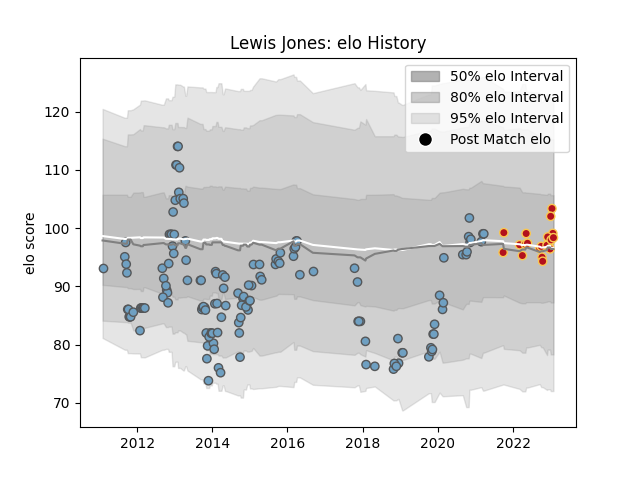 Lewis Jones: elo History
50% elo Interval
80% elo Interval
95% elo Interval
Post Match elo
elo score
120
110
100
90
80
70
2012
2014
2016
2018
2020
2022